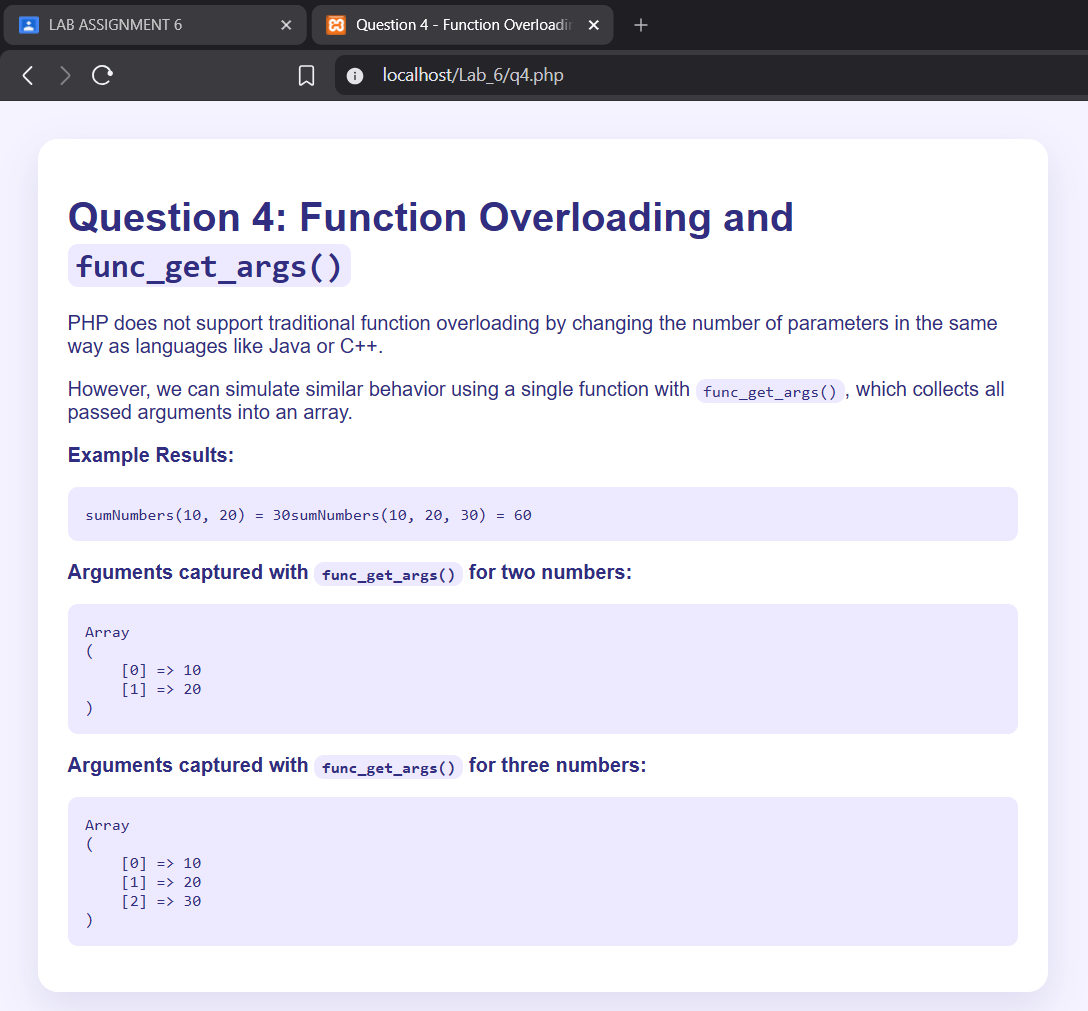 LAB ASSIGNMENT 6
Question 4 - Function Overloadin
localhost/Lab_6/q4.php
Question 4: Function Overloading and
func_get_args()
PHP does not support traditional function overloading by changing the number of parameters in the same
way as languages like Java or C++.
However, we can simulate similar behavior using a single function with func_get_args(), which collects all
passed arguments into an array.
Example Results:
sumNumbers(10, 20) = 30sumNumbers(10, 20, 30) = 60
Arguments captured with func_get_args() for two numbers:
Array
(
    [0] => 10
    [1] => 20
)
Arguments captured with func_get_args() for three numbers:
Array
(
    [0] => 10
    [1] => 20
    [2] => 30
)